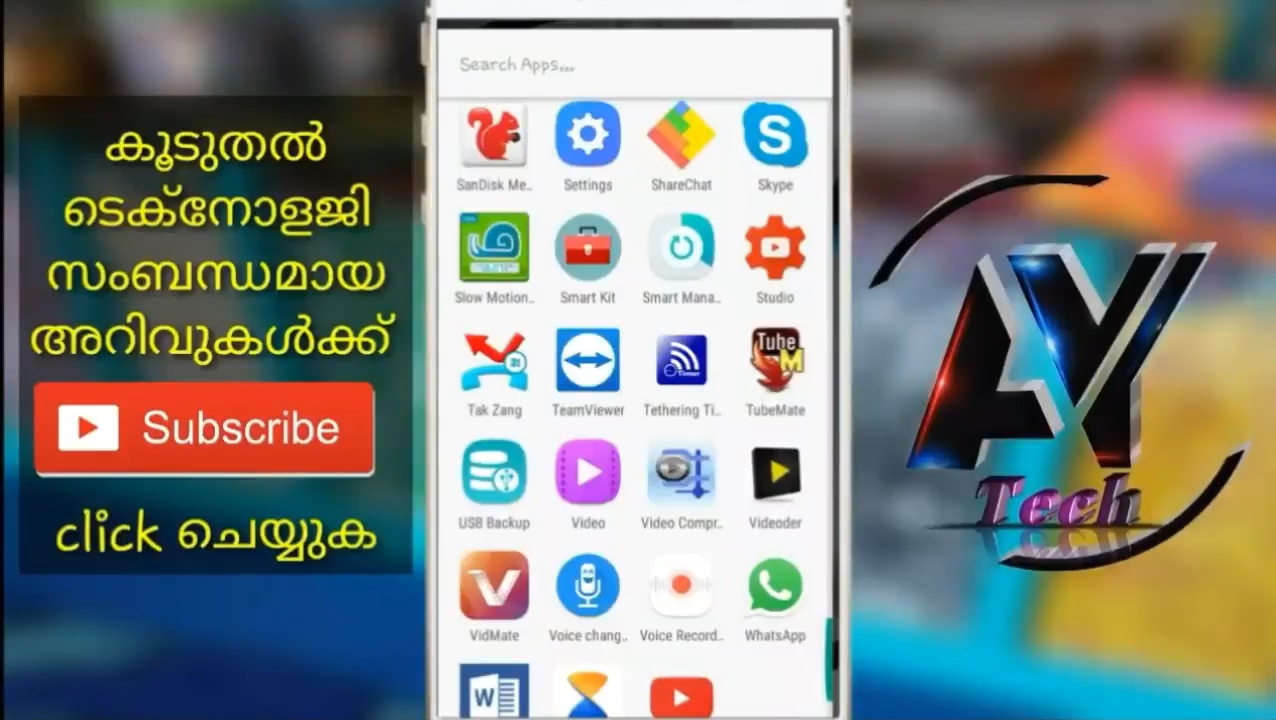 കൂടുതൽ
ടെക്നോളജി
സംബന്ധമായ
അറിവുകൾക്ക്
Subscribe
click ചെയ്യുക
Search Apps...
SanDisk Me..
Settings
ShareChat
Skype
Slow Motion..
Smart Kit
Smart Mana..
Studio
Tak Zang
TeamViewer
Tethering Ti..
TubeMate
USB Backup
Video
Video Compr..
Videoder
VidMate
Voice chang..
Voice Record..
WhatsApp
Tube
M
W
AY
Tech